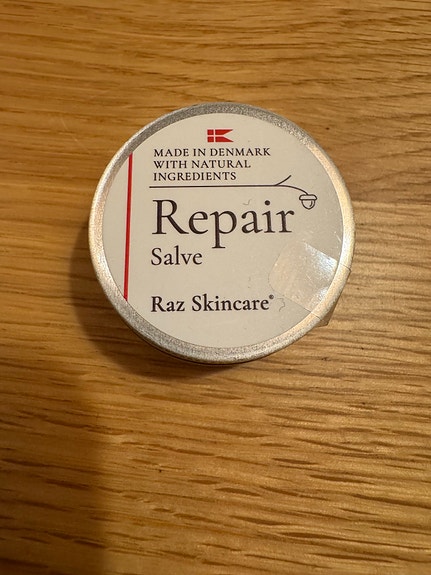 MADE IN DENMARK
WITH NATURAL
INGREDIENTS
Repair
Salve
Raz Skincare®